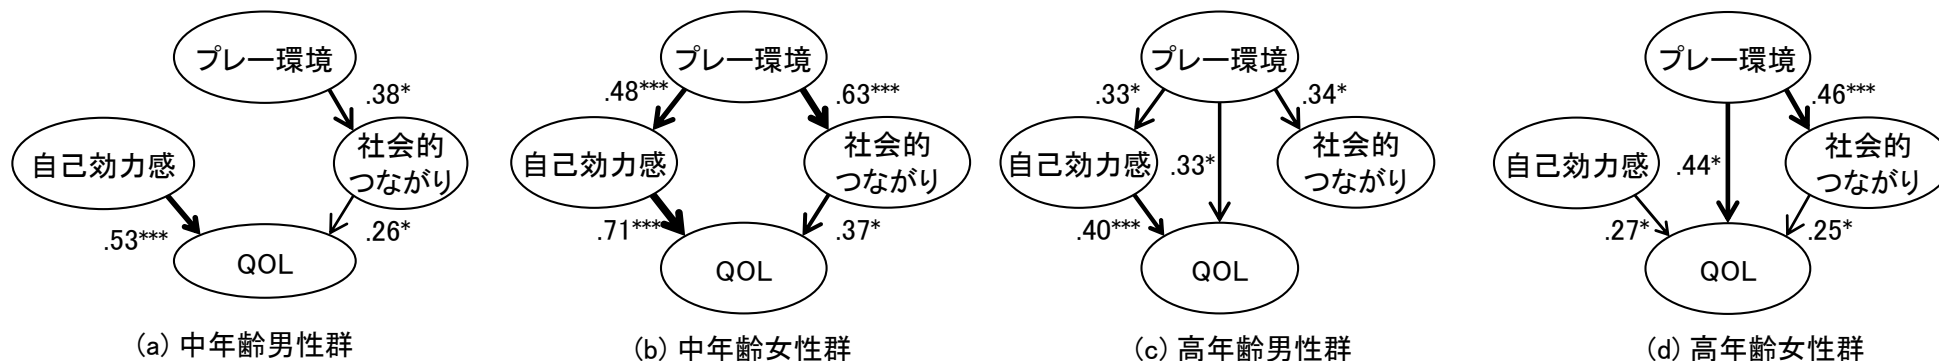 プレー環境
.38*
自己効力感
社会的
つながり
.53***
.26*
QOL
(a) 中年齢男性群
プレー環境
.48***
.63***
自己効力感
社会的
つながり
.71***
.37*
QOL
(b) 中年齢女性群
プレー環境
.33*
.34*
自己効力感
.33*
社会的
つながり
.40***
QOL
(c) 高年齢男性群
プレー環境
.46***
自己効力感
.44*
社会的
つながり
.27*
.25*
QOL
(d) 高年齢女性群